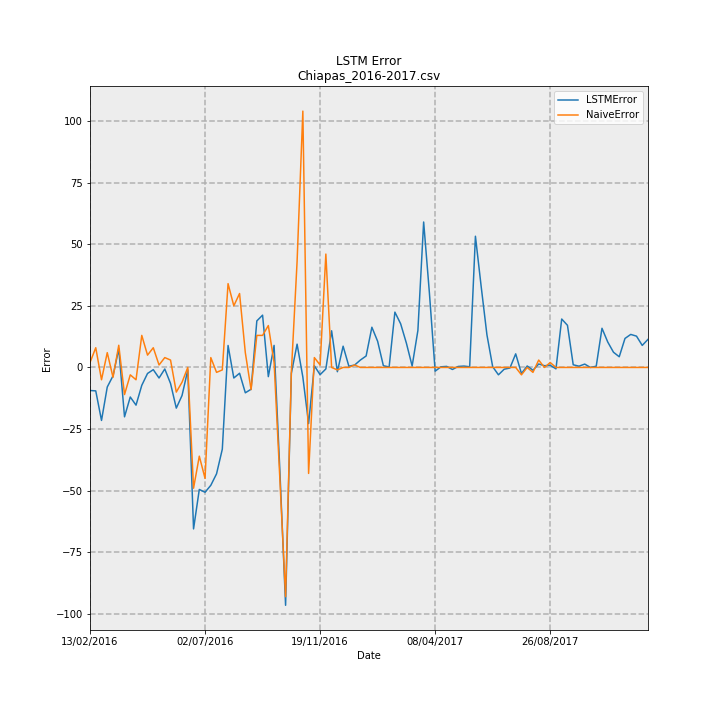 LSTM Error
Chiapas_2016-2017.csv
LSTMError
NaiveError
100
75
50
25
0
−25
−50
−75
−100
Error
13/02/2016
02/07/2016
19/11/2016
08/04/2017
26/08/2017
Date